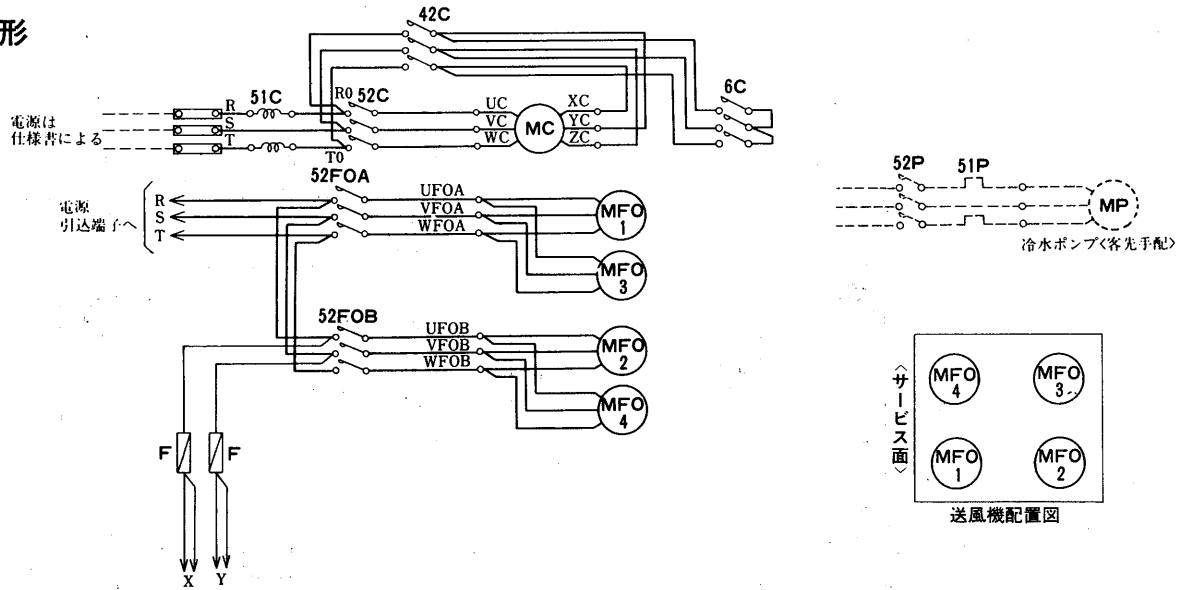 形
42C
6C
R
51C
R0
52C
UC
XC
電源は
仕様書による
S
VC
MC
YC
T
WC
ZC
T0
52FOA
電源
引込端子へ
R
S
T
UFOA
VFOA
WFOA
MFO
1
MFO
3
52P
51P
MP
冷水ポンプ<客先手配>
52FOB
UFOB
VFOB
WFOB
MFO
2
MFO
4
F
F
X
Y
<サービス面>
MFO
4
MFO
3
MFO
1
MFO
2
送風機配置図